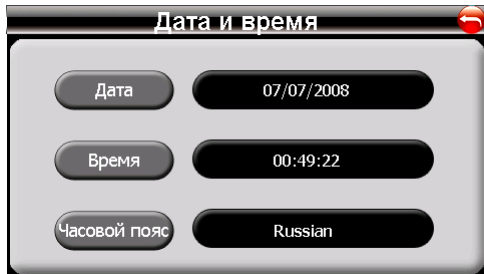 Дата и время
Дата 07/07/2008
Время 00:49:22
Часовой пояс Russian